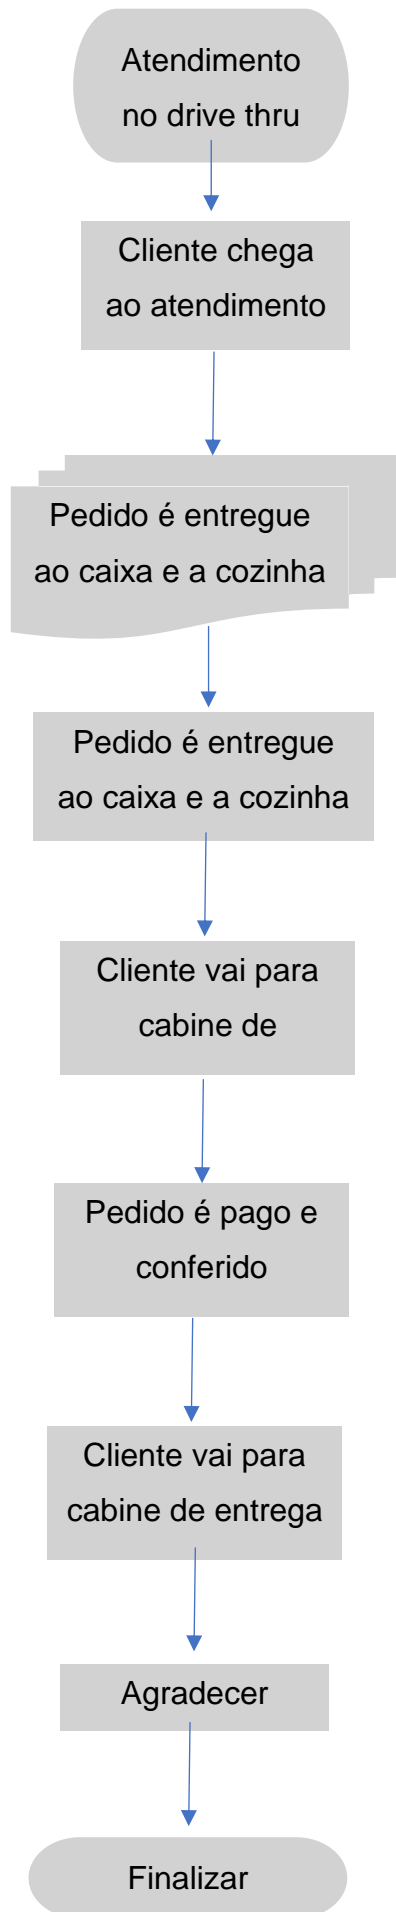 Atendimento
no drive thru
Cliente chega
ao atendimento
Pedido é entregue
ao caixa e a cozinha
Pedido é entregue
ao caixa e a cozinha
Cliente vai para
cabine de
Pedido é pago e
conferido
Cliente vai para
cabine de entrega
Agradecer
Finalizar